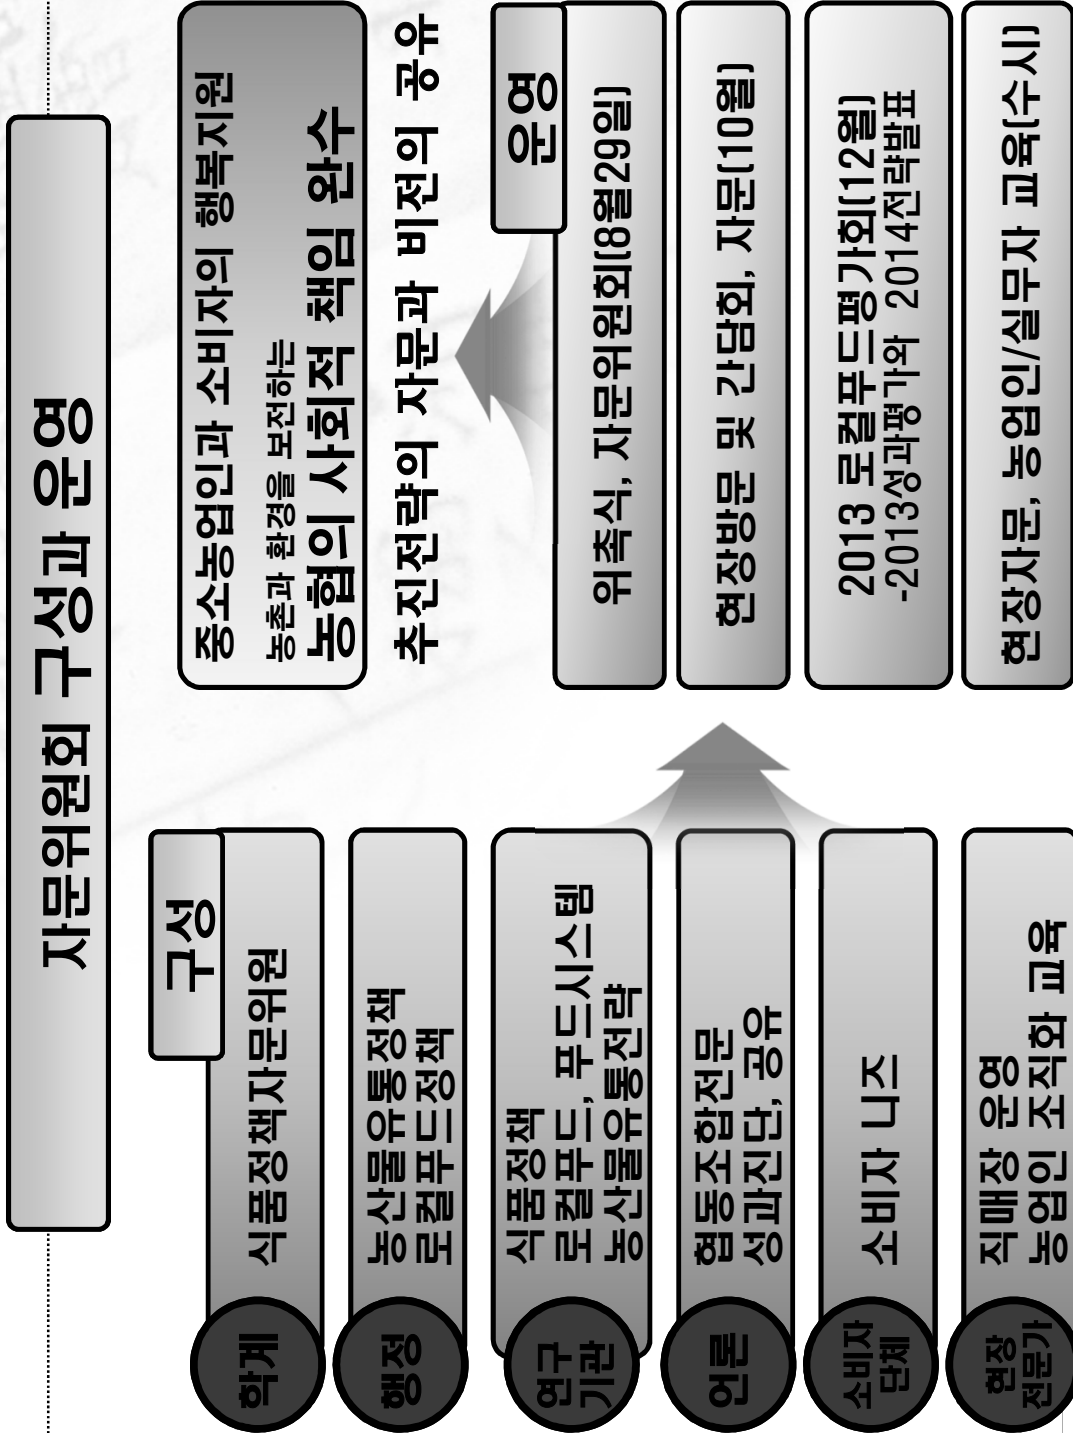 자문위원회 구성과 운영
구성
학계
식품정책자문위원
행정
농산물유통정책
로컬푸드정책
연구
기관
식품정책
로컬푸드, 푸드시스템
농산물유통전략
언론
협동조합전문
성과진단, 공유
소비자
단체
소비자 니즈
현장
전문가
직매장 운영
농업인 조직화 교육
중소농업인과 소비자의 행복지원
농촌과 환경을 보전하는
농협의 사회적 책임 완수
추진전략의 자문과 비전의 공유
운영
위촉식, 자문위원회(8월29일)
현장방문 및 간담회, 자문(10월)
2013 로컬푸드평가회(12월)
-2013성과평가와 2014전략발표
현장자문, 농업인/실무자 교육(수시)